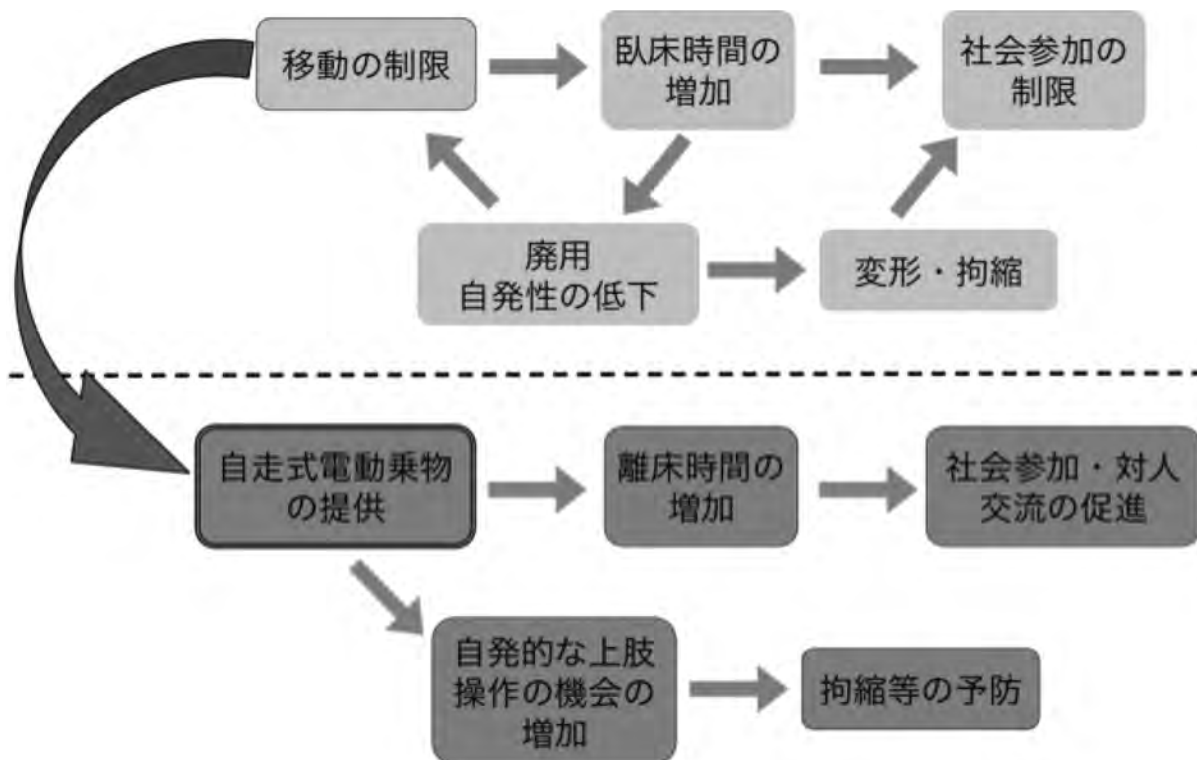 移動の制限
臥床時間の
増加
社会参加の
制限
廃用
自発性の低下
変形・拘縮
自走式電動乗物
の提供
離床時間の
増加
社会参加・対人
交流の促進
自発的な上肢
操作の機会の
増加
拘縮等の予防